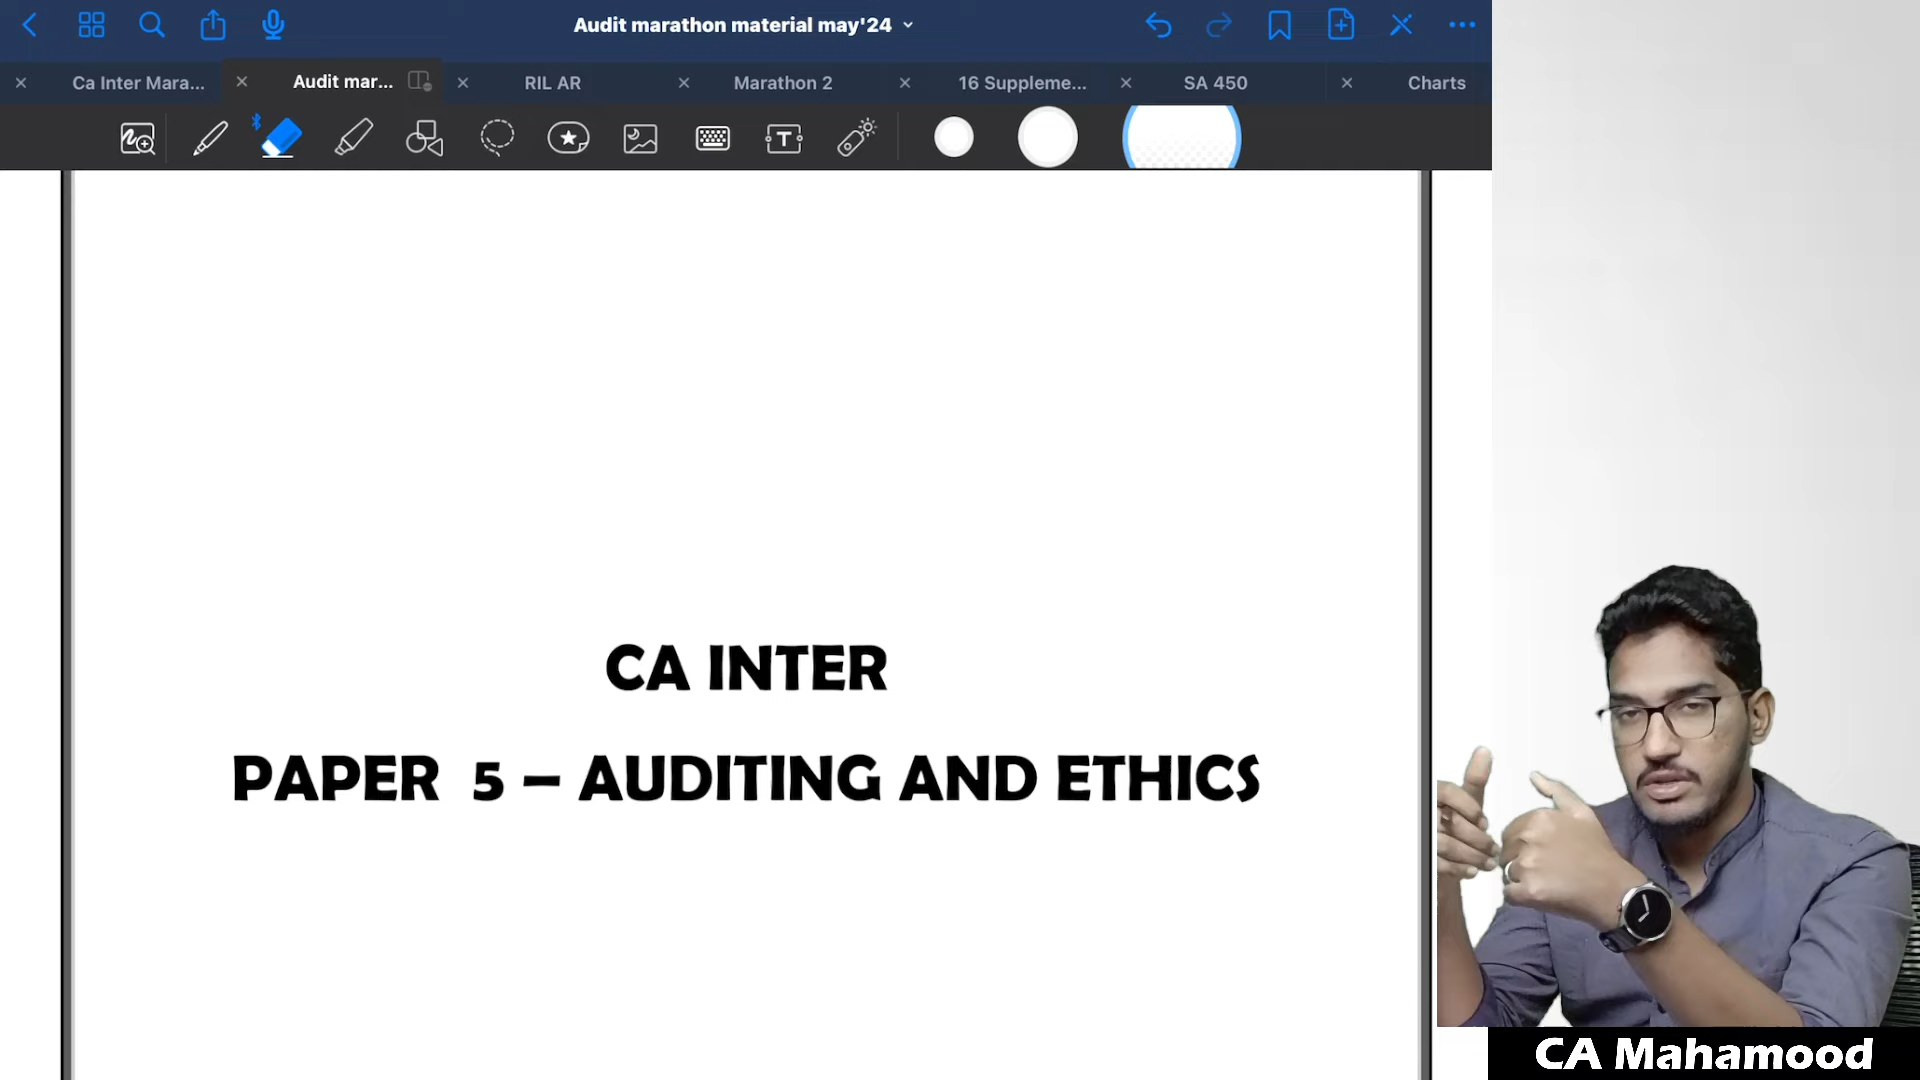 Audit marathon material may'24
Ca Inter Mara...
Audit mar...
RIL AR
Marathon 2
16 Suppleme...
SA 450
Charts
CA INTER
PAPER 5 – AUDITING AND ETHICS
CA Mahamood